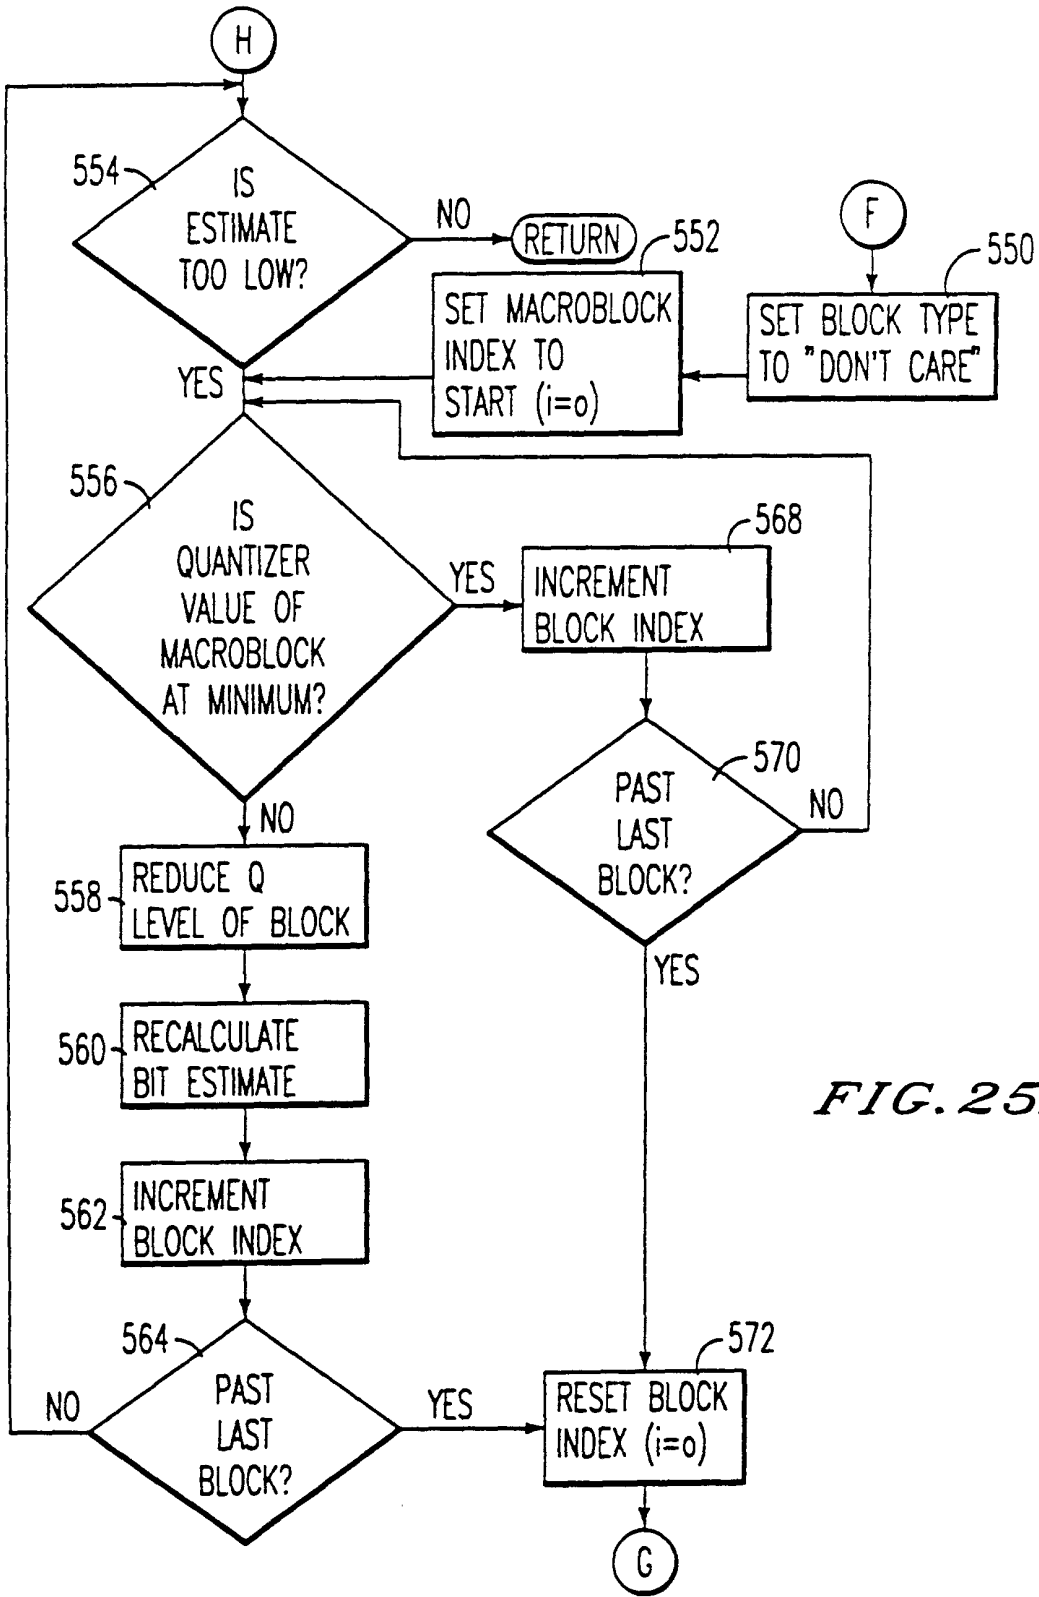 H
554
IS
ESTIMATE
TOO LOW?
NO
RETURN
552
F
550
SET MACROBLOCK
INDEX TO
START (i=o)
SET BLOCK TYPE
TO "DON'T CARE"
YES
556
IS
QUANTIZER
VALUE OF
MACROBLOCK
AT MINIMUM?
YES
568
INCREMENT
BLOCK INDEX
570
PAST
LAST
BLOCK?
NO
YES
NO
558
REDUCE Q
LEVEL OF BLOCK
560
RECALCULATE
BIT ESTIMATE
FIG. 25
562
INCREMENT
BLOCK INDEX
564
PAST
LAST
BLOCK?
NO
YES
572
RESET BLOCK
INDEX (i=o)
G